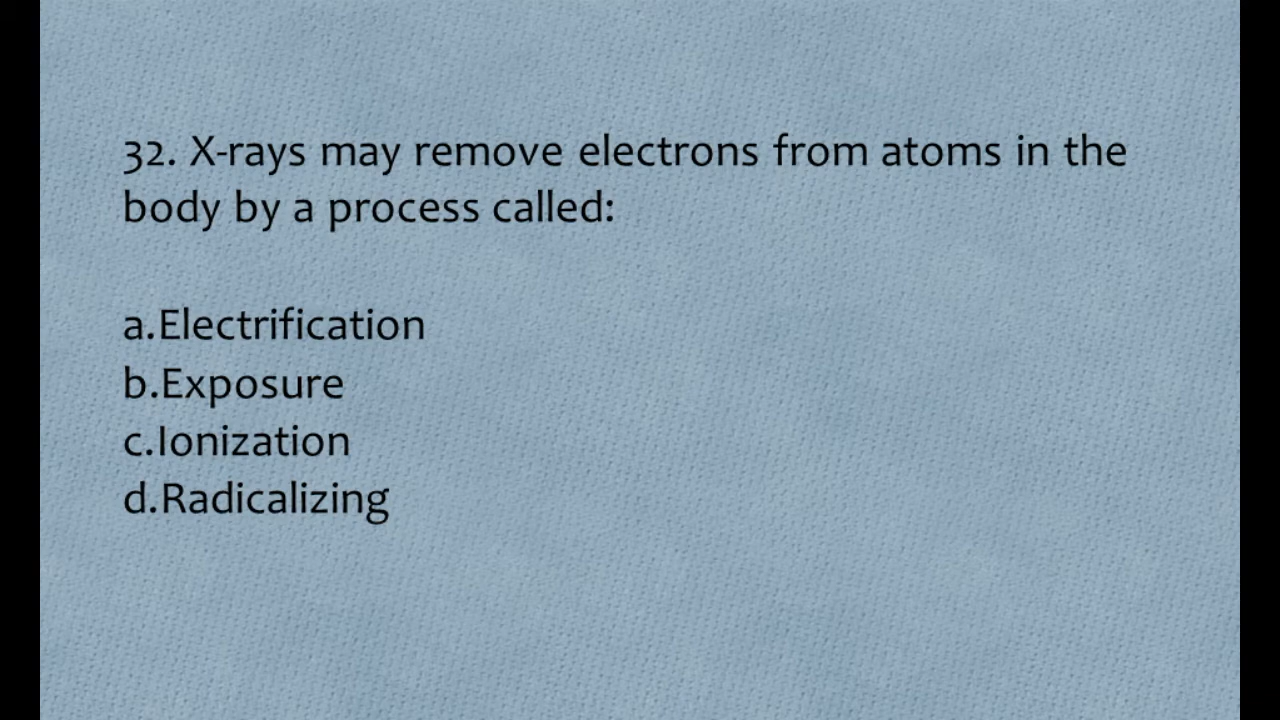 32. X-rays may remove electrons from atoms in the
body by a process called:
a.Electrification
b.Exposure
c.Ionization
d.Radicalizing